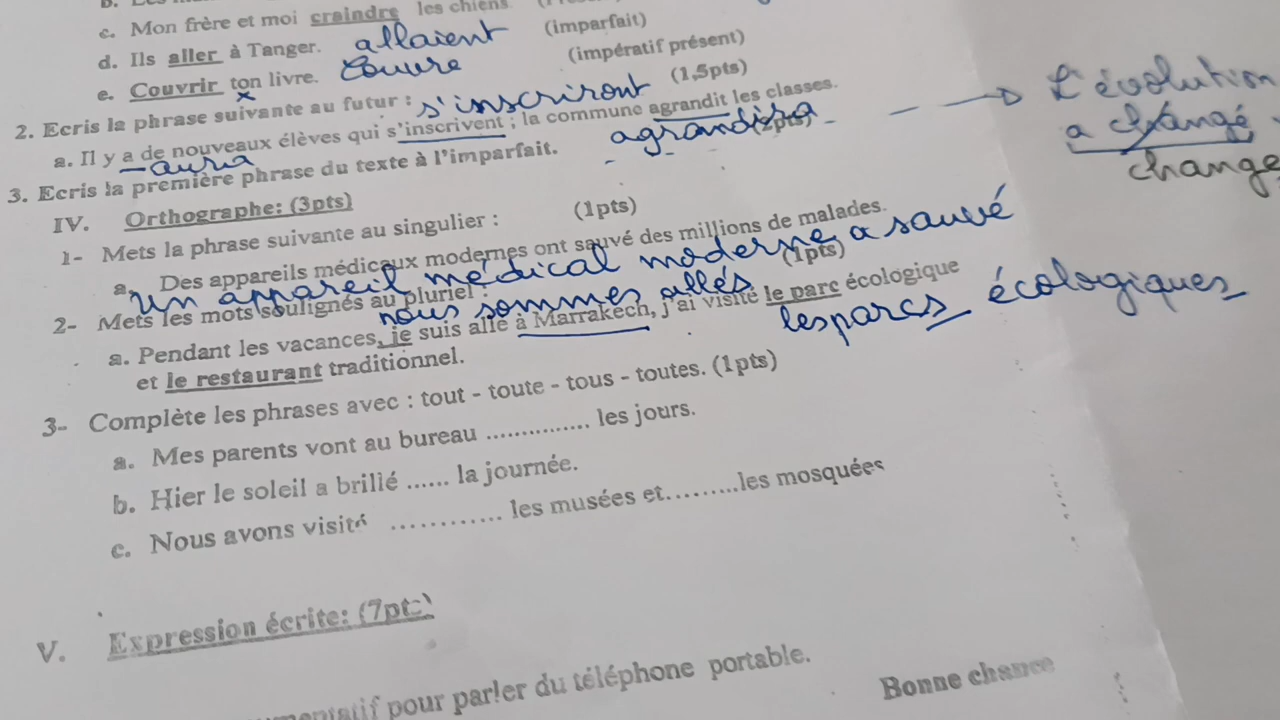 c. Mon frère et moi craindre les chiens
d. Ils aller à Tanger. allaient (imparfait)
e. Couvrir ton livre. Couvre (impératif présent)
2. Ecris la phrase suivante au futur : s'inscriront (1,5pts)
a. Il y a de nouveaux élèves qui s'inscrivent ; la commune agrandit les classes.
aura agrandira
L'évolution
a changé
change
3. Ecris la première phrase du texte à l'imparfait. (2pts)
IV. Orthographe: (3pts)
1- Mets la phrase suivante au singulier : (1pts)
a. Des appareils médicaux modernes ont sauvé des millions de malades.
un appareil médical moderne a sauvé
2- Mets les mots soulignés au pluriel : (1pts)
nous sommes allés
a. Pendant les vacances, je suis allé à Marrakech, j'ai visité le parc écologique
les parcs écologiques
et le restaurant traditionnel.
3- Complète les phrases avec : tout - toute - tous - toutes. (1pts)
a. Mes parents vont au bureau ............... les jours.
b. Hier le soleil a brillé ...... la journée.
c. Nous avons visité ............ les musées et.........les mosquées
V. Expression écrite: (7pts)
pour parler du téléphone portable.
Bonne chance